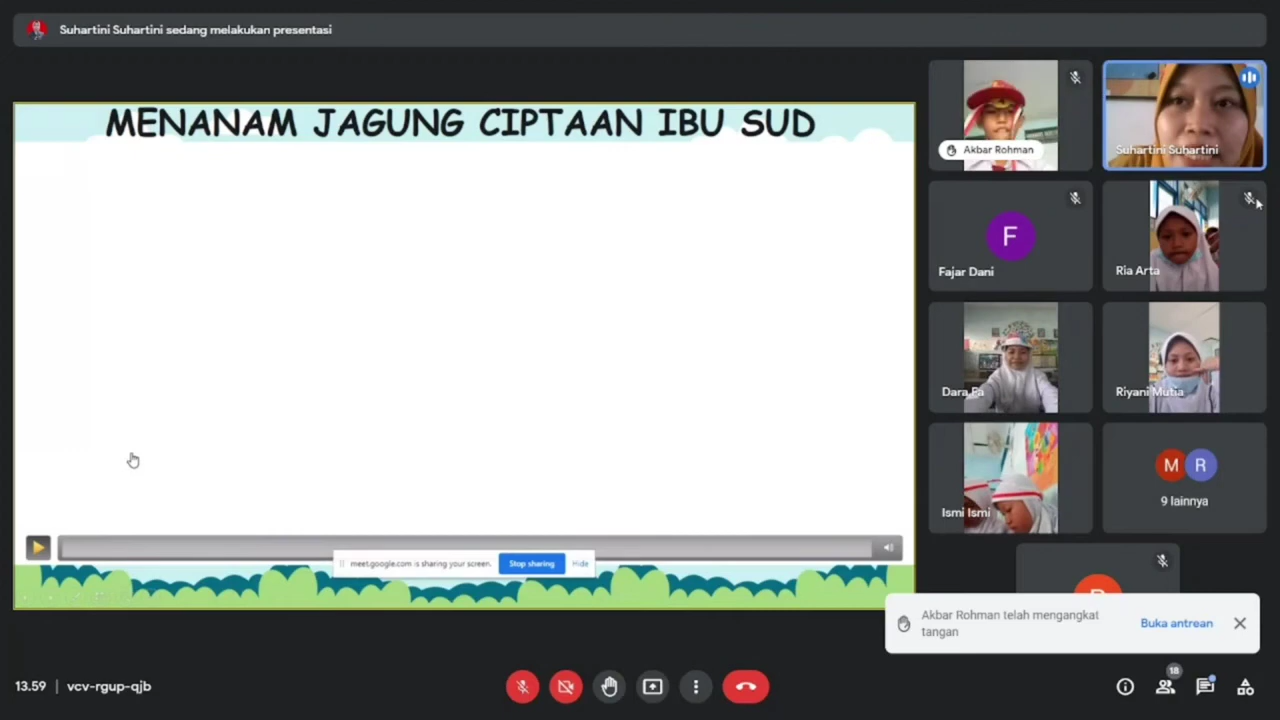 Suhartini Suhartini sedang melakukan presentasi
MENANAM JAGUNG CIPTAAN IBU SUD
meet.google.com is sharing your screen.
Stop sharing
Hide
Akbar Rohman
Suhartini Suhartini
F
Fajar Dani
Ria Arta
Dara Fa
Riyani Mutia
Ismi Ismi
M R
9 lainnya
Akbar Rohman telah mengangkat
tangan
Buka antrean
13.59 | vcv-rgup-qjb
18